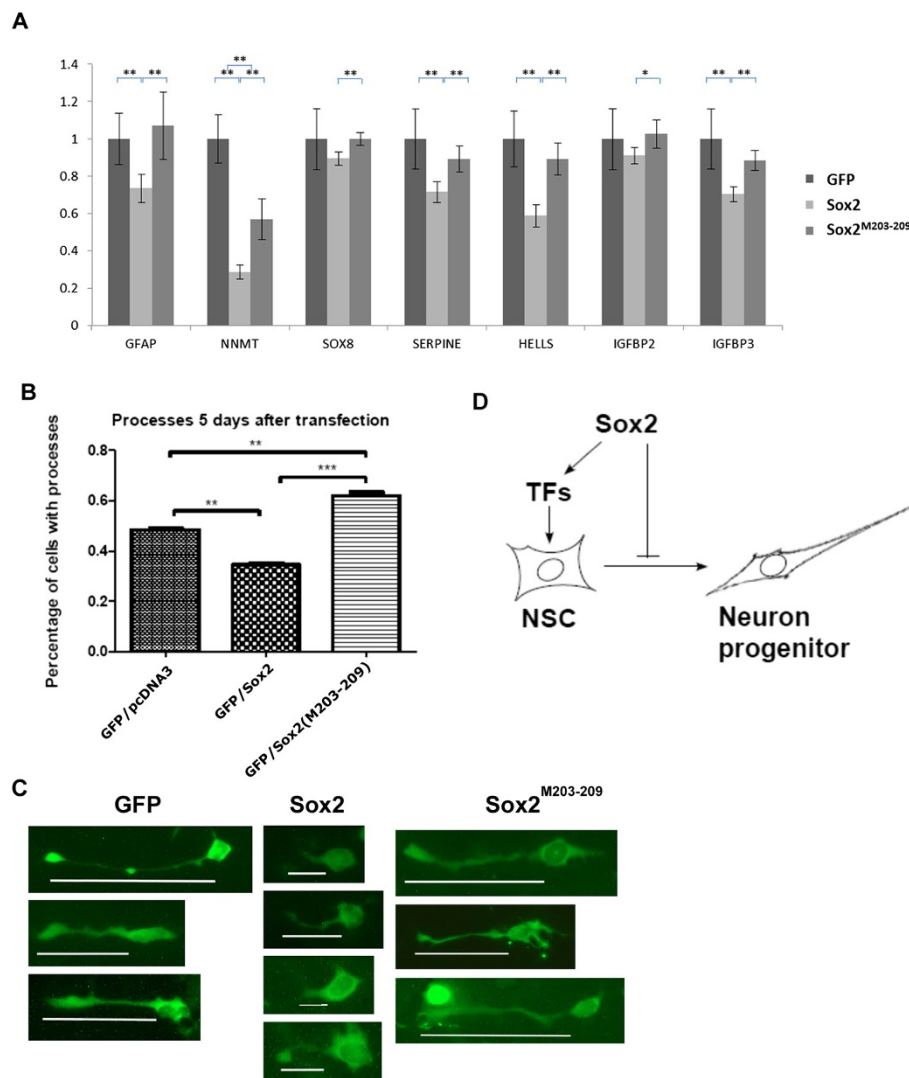 A
** ** ** ** ** ** ** ** ** ** * ** **
1.4
1.2
1
0.8
0.6
0.4
0.2
0
GFAP NNMT SOX8 SERPINE HELLS IGFBP2 IGFBP3
GFP
Sox2
Sox2M203-209
B
Processes 5 days after transfection
Percentage of cells with processes
0.8
0.6
0.4
0.2
0.0
**
**
***
GFP/pcDNA3
GFP/Sox2
GFP/Sox2(M203-209)
D
Sox2
TFs
NSC
Neuron
progenitor
C
GFP Sox2 Sox2M203-209